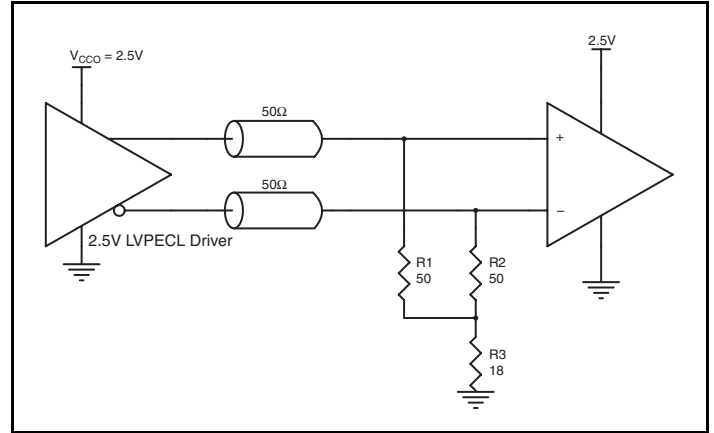 2.5V
V_CCO = 2.5V
50Ω
+
50Ω
–
2.5V LVPECL Driver
R1
50
R2
50
R3
18